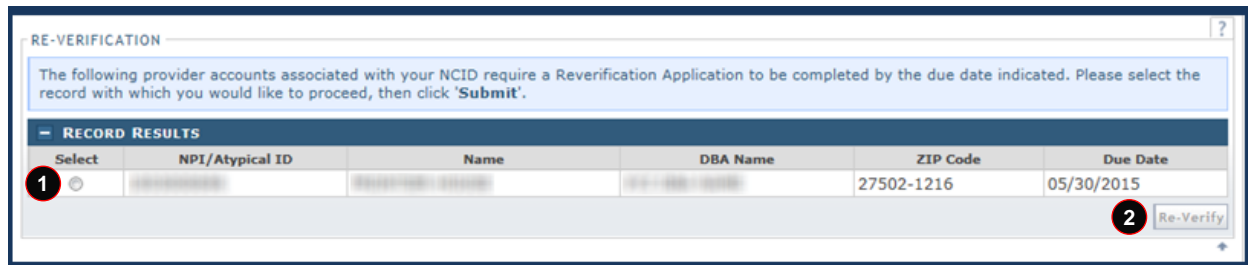 ?
RE-VERIFICATION
The following provider accounts associated with your NCID require a Reverification Application to be completed by the due date indicated. Please select the
record with which you would like to proceed, then click 'Submit'.
− RECORD RESULTS
Select NPI/Atypical ID Name DBA Name ZIP Code Due Date
1 27502-1216 05/30/2015
2 Re-Verify